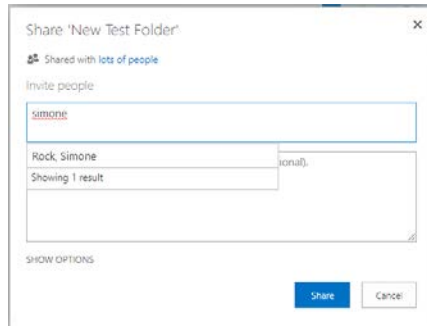 Share 'New Test Folder'
Shared with lots of people
Invite people
simone
Rock, Simone
ional).
Showing 1 result
SHOW OPTIONS
Share Cancel